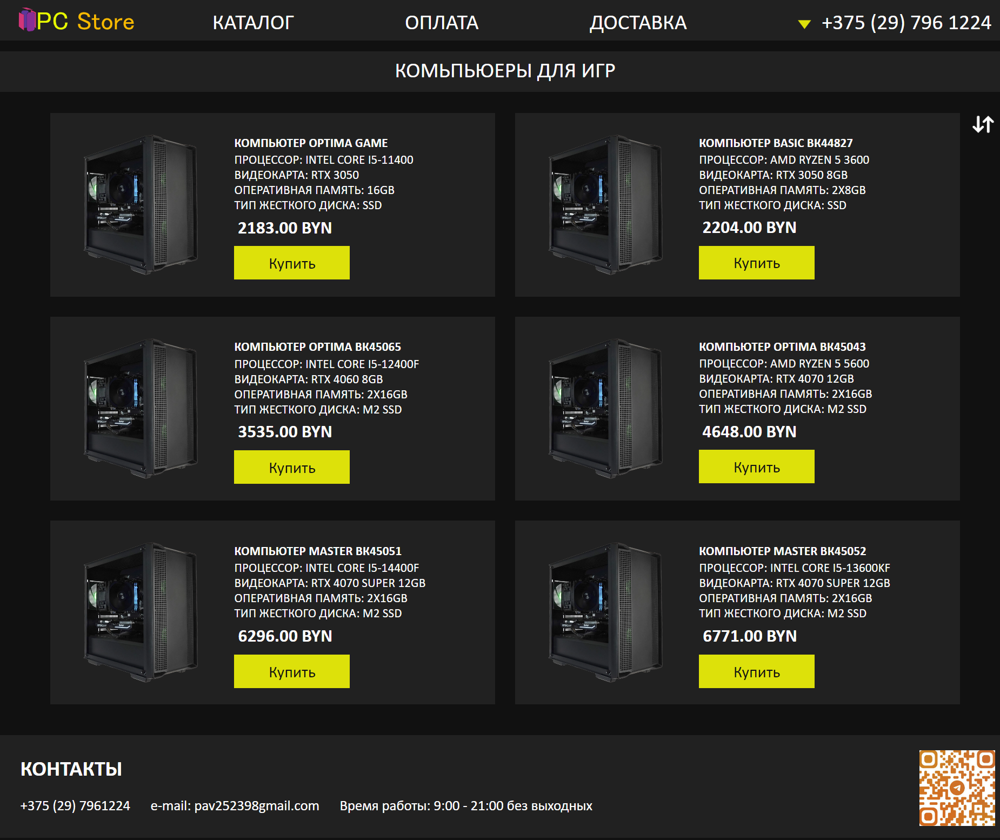 PC Store
КАТАЛОГ
ОПЛАТА
ДОСТАВКА
+375 (29) 796 1224
КОМЬПЬЮЕРЫ ДЛЯ ИГР
КОМПЬЮТЕР OPTIMA GAME
ПРОЦЕССОР: INTEL CORE I5-11400
ВИДЕОКАРТА: RTX 3050
ОПЕРАТИВНАЯ ПАМЯТЬ: 16GB
ТИП ЖЕСТКОГО ДИСКА: SSD
2183.00 BYN
Купить
КОМПЬЮТЕР BASIC BK44827
ПРОЦЕССОР: AMD RYZEN 5 3600
ВИДЕОКАРТА: RTX 3050 8GB
ОПЕРАТИВНАЯ ПАМЯТЬ: 2X8GB
ТИП ЖЕСТКОГО ДИСКА: SSD
2204.00 BYN
Купить
КОМПЬЮТЕР OPTIMA BK45065
ПРОЦЕССОР: INTEL CORE I5-12400F
ВИДЕОКАРТА: RTX 4060 8GB
ОПЕРАТИВНАЯ ПАМЯТЬ: 2X16GB
ТИП ЖЕСТКОГО ДИСКА: M2 SSD
3535.00 BYN
Купить
КОМПЬЮТЕР OPTIMA BK45043
ПРОЦЕССОР: AMD RYZEN 5 5600
ВИДЕОКАРТА: RTX 4070 12GB
ОПЕРАТИВНАЯ ПАМЯТЬ: 2X16GB
ТИП ЖЕСТКОГО ДИСКА: M2 SSD
4648.00 BYN
Купить
КОМПЬЮТЕР MASTER BK45051
ПРОЦЕССОР: INTEL CORE I5-14400F
ВИДЕОКАРТА: RTX 4070 SUPER 12GB
ОПЕРАТИВНАЯ ПАМЯТЬ: 2X16GB
ТИП ЖЕСТКОГО ДИСКА: M2 SSD
6296.00 BYN
Купить
КОМПЬЮТЕР MASTER BK45052
ПРОЦЕССОР: INTEL CORE I5-13600KF
ВИДЕОКАРТА: RTX 4070 SUPER 12GB
ОПЕРАТИВНАЯ ПАМЯТЬ: 2X16GB
ТИП ЖЕСТКОГО ДИСКА: M2 SSD
6771.00 BYN
Купить
КОНТАКТЫ
+375 (29) 7961224
e-mail: pav252398gmail.com
Время работы: 9:00 - 21:00 без выходных